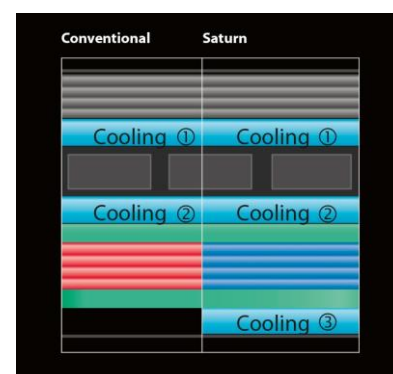 Conventional Saturn
Cooling ① Cooling ①
Cooling ② Cooling ②
Cooling ③